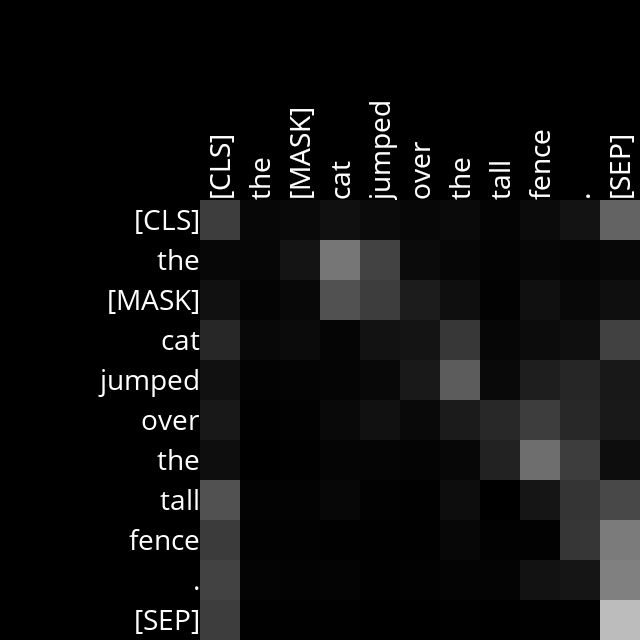 [CLS] the [MASK] cat jumped over the tall fence . [SEP]
[CLS]
the
[MASK]
cat
jumped
over
the
tall
fence
.
[SEP]